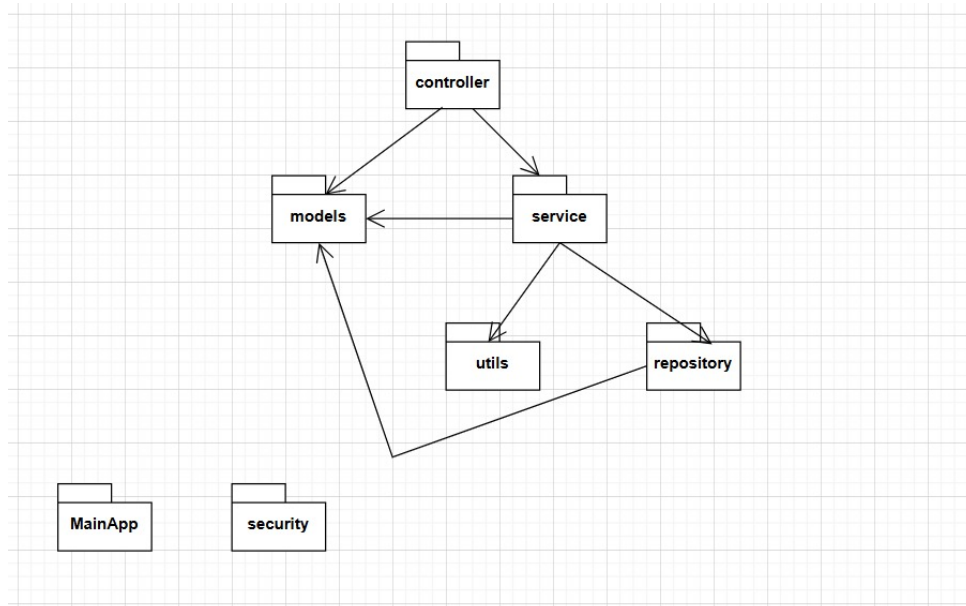 controller
models
service
utils
repository
MainApp
security